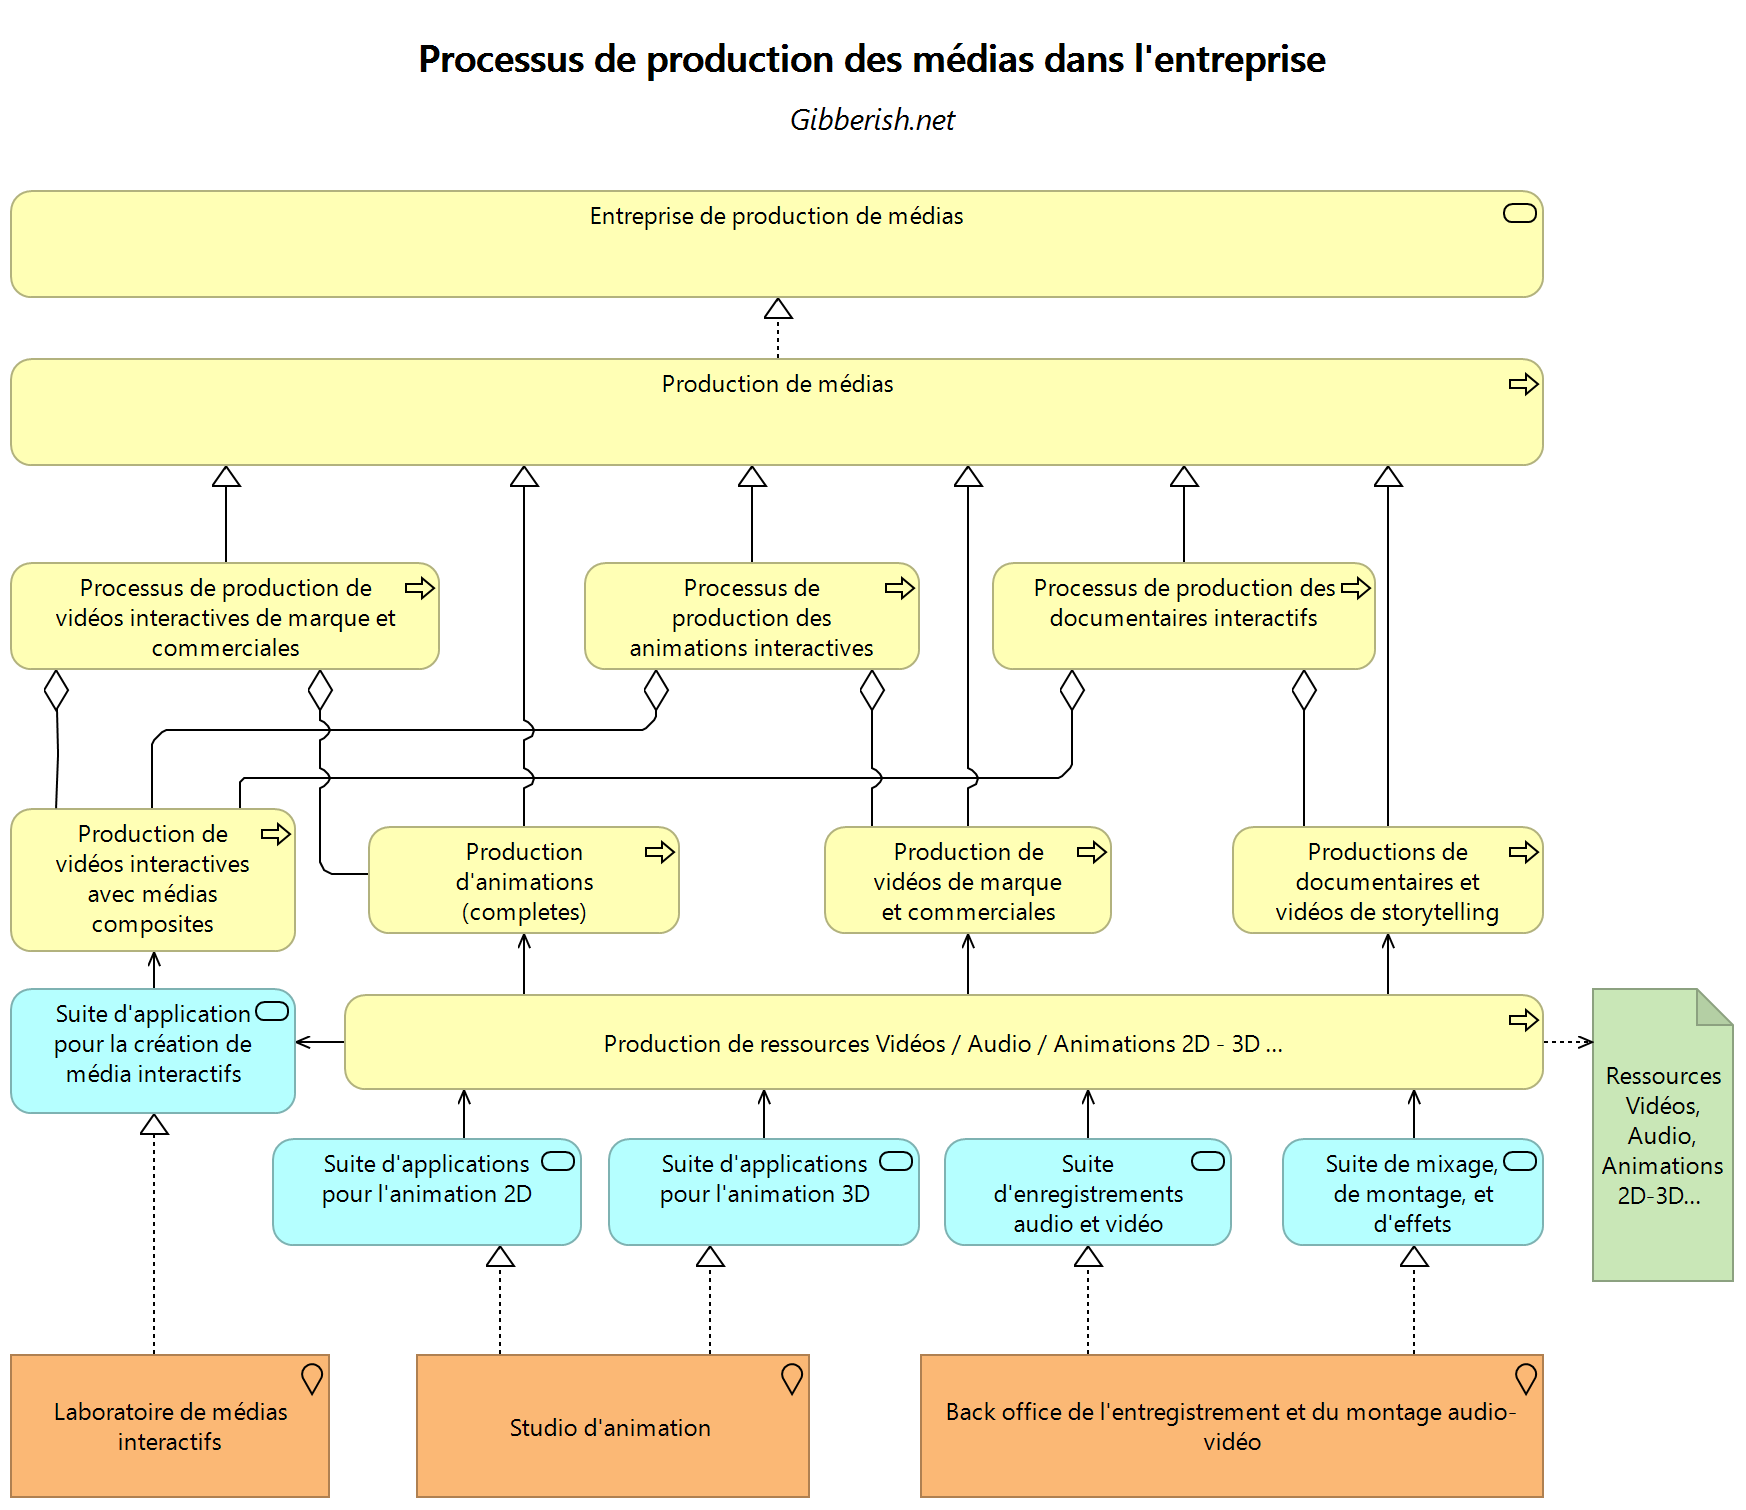 Processus de production des médias dans l'entreprise
Gibberish.net
Entreprise de production de médias
Production de médias
Processus de production de
vidéos interactives de marque et
commerciales
Processus de
production des
animations interactives
Processus de production des
documentaires interactifs
Production de
vidéos interactives
avec médias
composites
Production
d'animations
(completes)
Production de
vidéos de marque
et commerciales
Productions de
documentaires et
vidéos de storytelling
Suite d'application
pour la création de
média interactifs
Production de ressources Vidéos / Audio / Animations 2D - 3D ...
Ressources
Vidéos,
Audio,
Animations
2D-3D...
Suite d'applications
pour l'animation 2D
Suite d'applications
pour l'animation 3D
Suite
d'enregistrements
audio et vidéo
Suite de mixage,
de montage, et
d'effets
Laboratoire de médias
interactifs
Studio d'animation
Back office de l'entregistrement et du montage audio-
vidéo